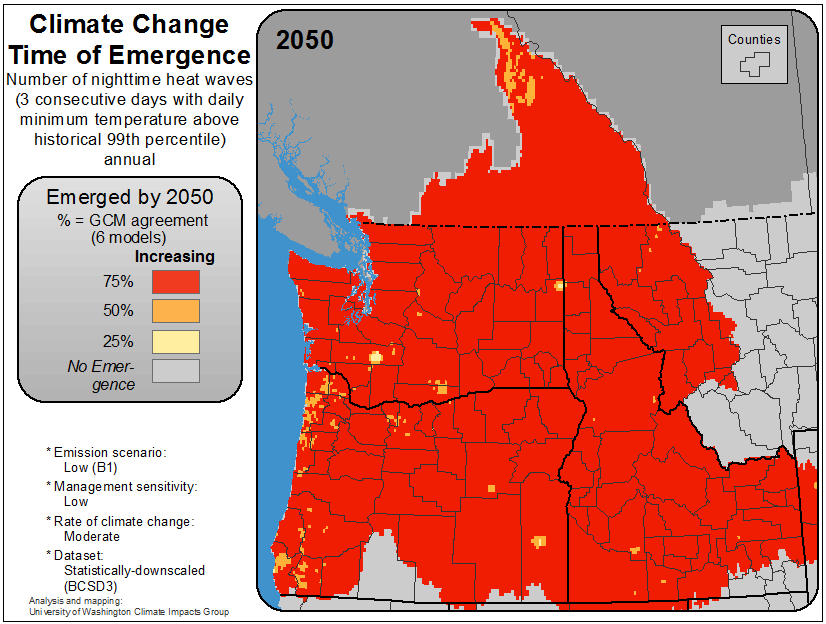 Climate Change
Time of Emergence
Number of nighttime heat waves
(3 consecutive days with daily
minimum temperature above
historical 99th percentile)
annual
Emerged by 2050
% = GCM agreement
(6 models)
Increasing
75%
50%
25%
No Emer-
gence
* Emission scenario:
Low (B1)
* Management sensitivity:
Low
* Rate of climate change:
Moderate
* Dataset:
Statistically-downscaled
(BCSD3)
Analysis and mapping:
University of Washington Climate Impacts Group
2050
Counties